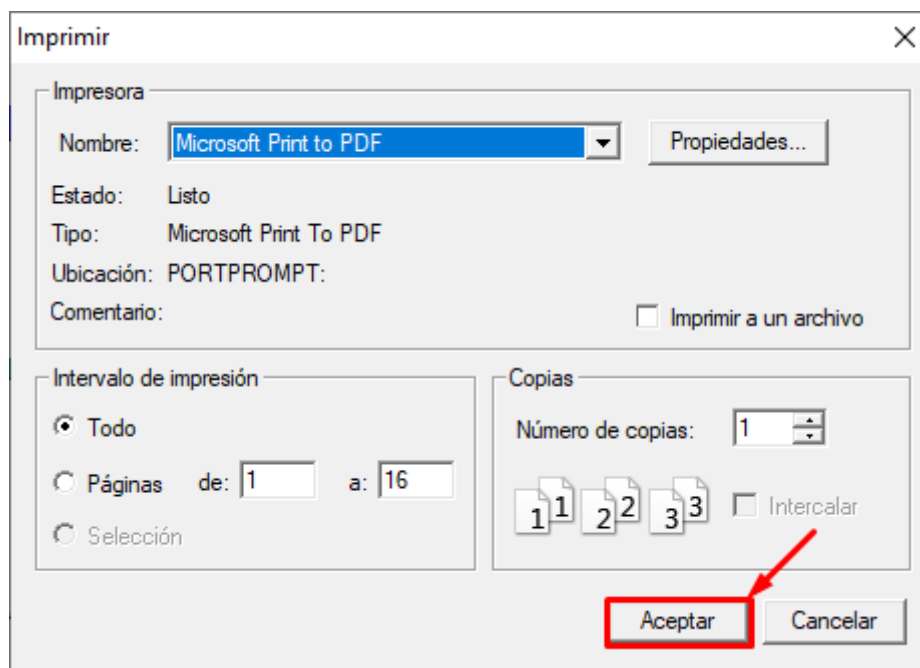 Imprimir
Impresora
Nombre: Microsoft Print to PDF Propiedades...
Estado: Listo
Tipo: Microsoft Print To PDF
Ubicación: PORTPROMPT:
Comentario: Imprimir a un archivo
Intervalo de impresión
Todo
Páginas de: 1 a: 16
Selección
Copias
Número de copias: 1
1 1 2 2 3 3 Intercalar
Aceptar Cancelar